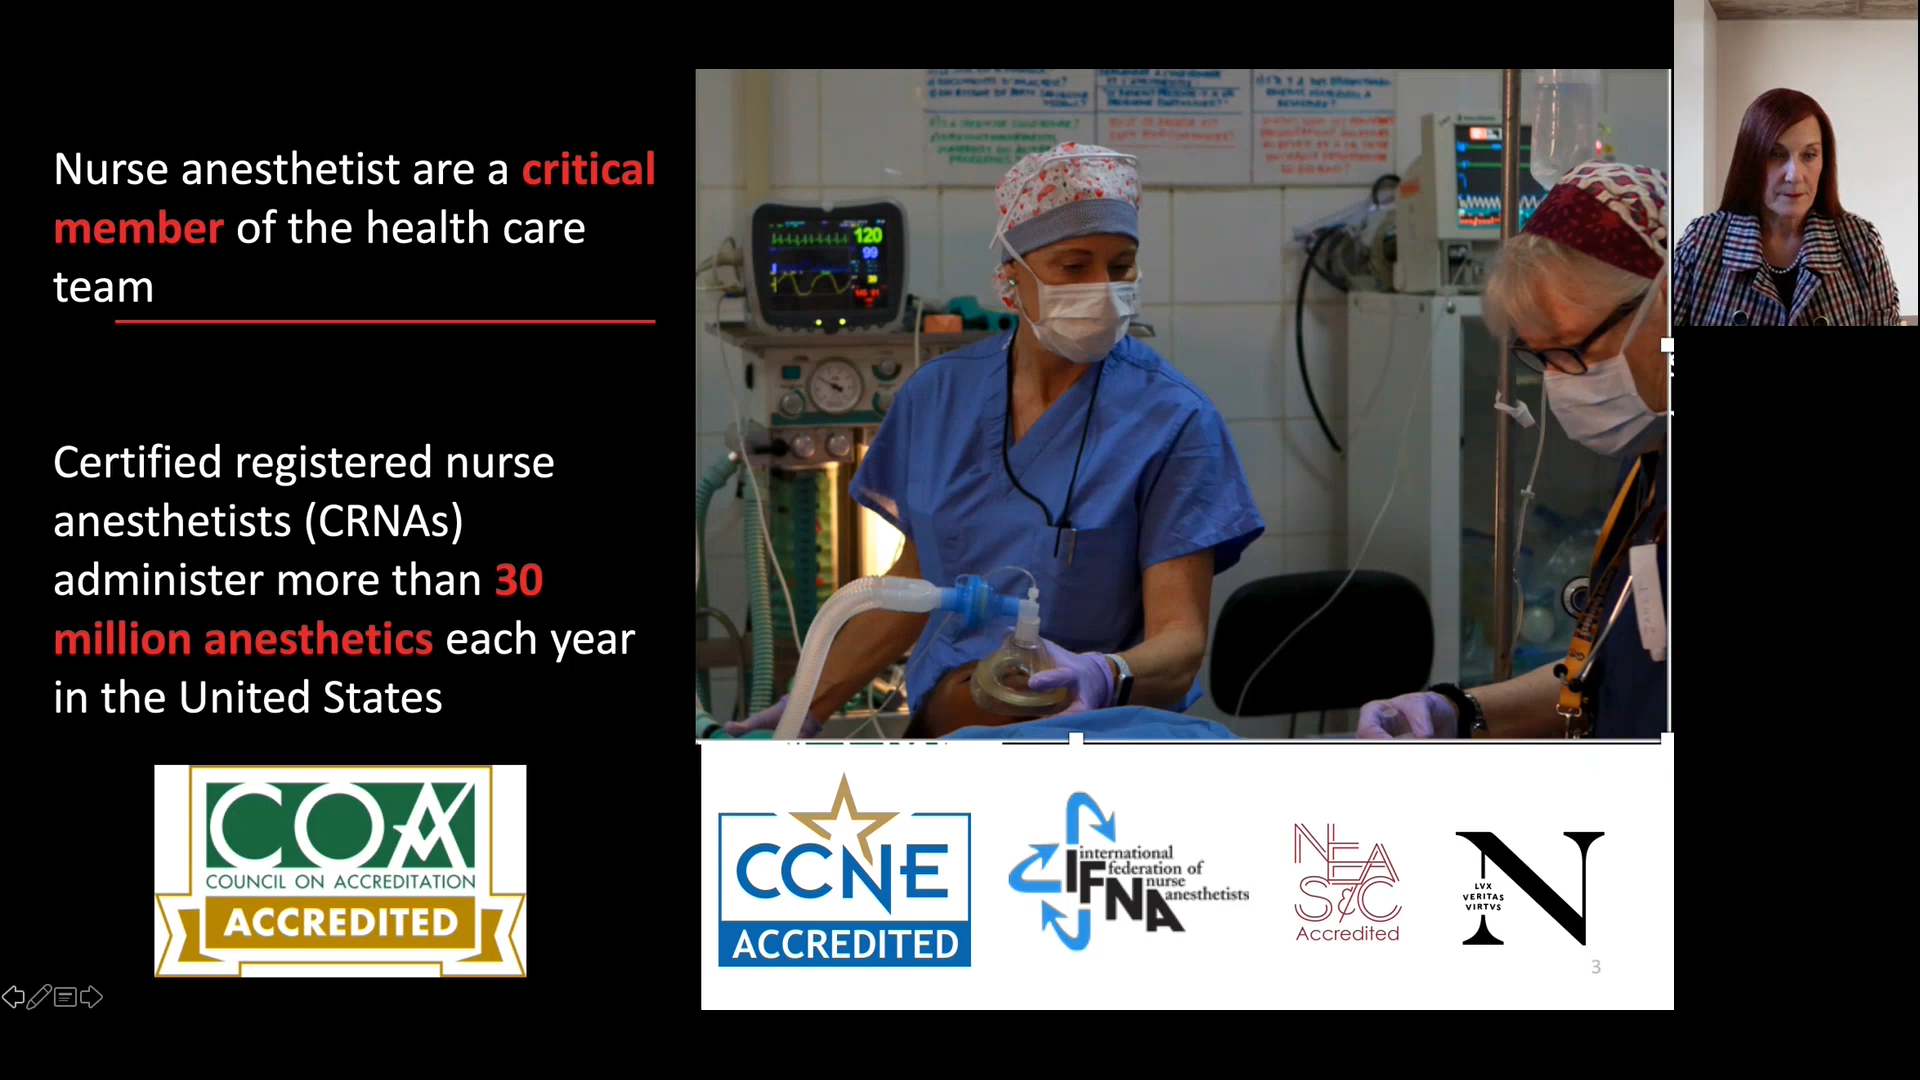 Nurse anesthetist are a critical
member of the health care
team
Certified registered nurse
anesthetists (CRNAs)
administer more than 30
million anesthetics each year
in the United States
COA
COUNCIL ON ACCREDITATION
ACCREDITED
120
99
CCNE
ACCREDITED
international
federation of
nurse
anesthetists
IFNA
NEAS&C
Accredited
N
LVX
VERITAS
VIRTVS
3